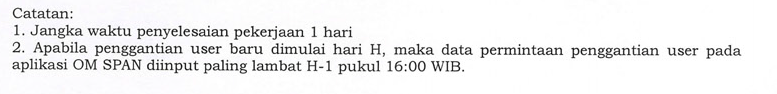 Catatan:
1. Jangka waktu penyelesaian pekerjaan 1 hari
2. Apabila penggantian user baru dimulai hari H, maka data permintaan penggantian user pada
aplikasi OM SPAN diinput paling lambat H-1 pukul 16:00 WIB.